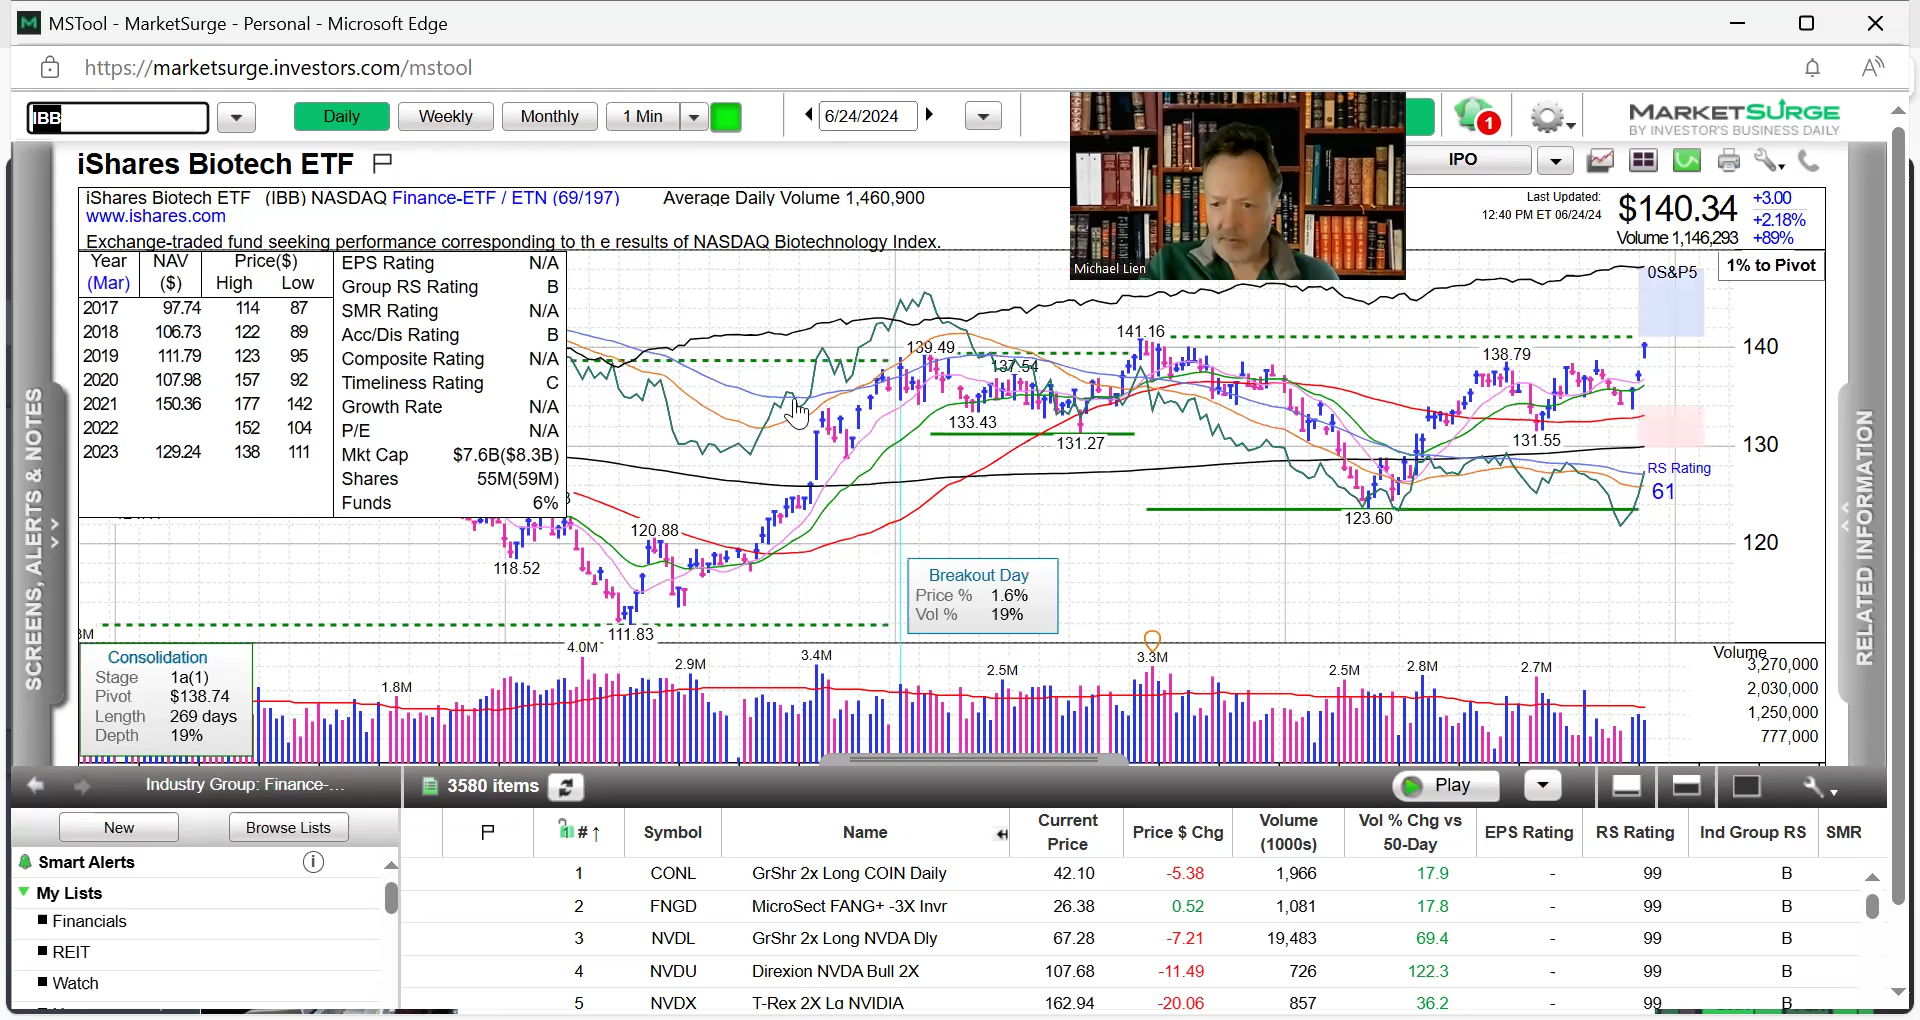 MSTool - MarketSurge - Personal - Microsoft Edge
https://marketsurge.investors.com/mstool
IBB
Daily
Weekly
Monthly
1 Min
6/24/2024
1
MARKETSURGE
BY INVESTOR'S BUSINESS DAILY
iShares Biotech ETF
IPO
iShares Biotech ETF (IBB) NASDAQ Finance-ETF / ETN (69/197) Average Daily Volume 1,460,900
www.ishares.com
Exchange-traded fund seeking performance corresponding to th e results of NASDAQ Biotechnology Index.
Michael Lien
Last Updated:
12:40 PM ET 06/24/24
$140.34
Volume 1,146,293
+3.00
+2.18%
+89%
Year NAV Price($)
(Mar) ($) High Low
2017 97.74 114 87
2018 106.73 122 89
2019 111.79 123 95
2020 107.98 157 92
2021 150.36 177 142
2022 152 104
2023 129.24 138 111
EPS Rating N/A
Group RS Rating B
SMR Rating N/A
Acc/Dis Rating B
Composite Rating N/A
Timeliness Rating C
Growth Rate N/A
P/E N/A
Mkt Cap $7.6B($8.3B)
Shares 55M(59M)
Funds 6%
0S&P5
1% to Pivot
141.16
139.49
137.54
138.79
140
133.43
131.27
131.55
130
RS Rating
61
123.60
120.88
120
118.52
111.83
Breakout Day
Price % 1.6%
Vol % 19%
Consolidation
Stage 1a(1)
Pivot $138.74
Length 269 days
Depth 19%
1.8M
4.0M
2.9M
3.4M
2.5M
3.3M
2.5M
2.8M
2.7M
Volume
3,270,000
2,030,000
1,250,000
777,000
SCREENS, ALERTS & NOTES
RELATED INFORMATION
Industry Group: Finance-...
3580 items
Play
New
Browse Lists
Smart Alerts
My Lists
Financials
REIT
Watch
# Symbol Name Current Price Price $ Chg Volume (1000s) Vol % Chg vs 50-Day EPS Rating RS Rating Ind Group RS SMR
1 CONL GrShr 2x Long COIN Daily 42.10 -5.38 1,966 17.9 - 99 B
2 FNGD MicroSect FANG+ -3X Invr 26.38 0.52 1,081 17.8 - 99 B
3 NVDL GrShr 2x Long NVDA Dly 67.28 -7.21 19,483 69.4 - 99 B
4 NVDU Direxion NVDA Bull 2X 107.68 -11.49 726 122.3 - 99 B
5 NVDX T-Rex 2X Lg NVIDIA 162.94 -20.06 857 36.2 - 99 B